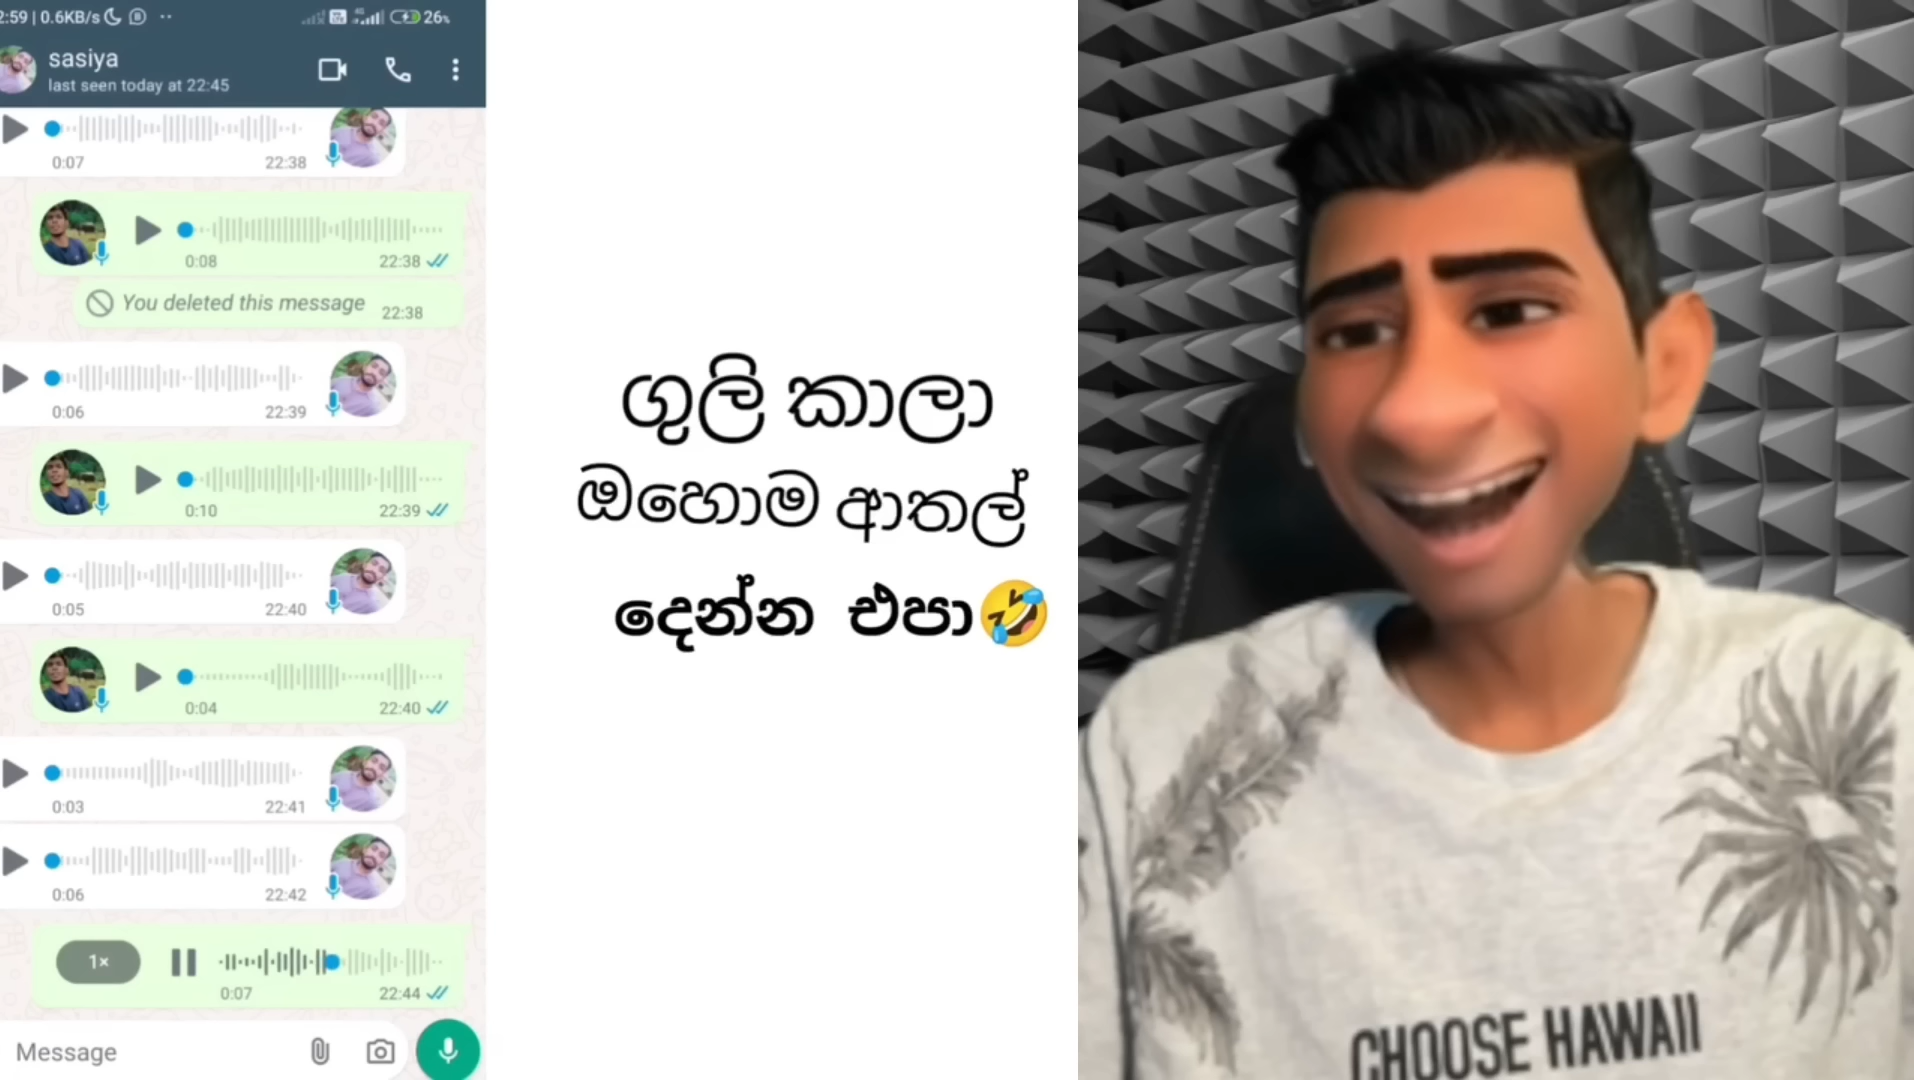 2:59 | 0.6KB/s
26%
sasiya
last seen today at 22:45
0:07 22:38
0:08 22:38
You deleted this message 22:38
0:06 22:39
0:10 22:39
0:05 22:40
0:04 22:40
0:03 22:41
0:06 22:42
1×
0:07 22:44
Message
ගුලි කාලා
ඔහොම ආතල්
දෙන්න එපා🤣
CHOOSE HAWAII